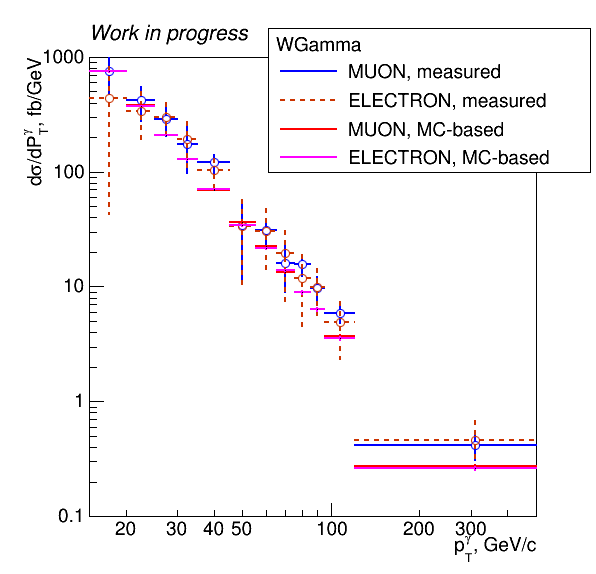 Work in progress
WGamma
MUON, measured
ELECTRON, measured
MUON, MC-based
ELECTRON, MC-based
dσ/dP_T^γ, fb/GeV
1000
100
10
1
0.1
20 30 40 50 100 200 300
p_T^γ, GeV/c